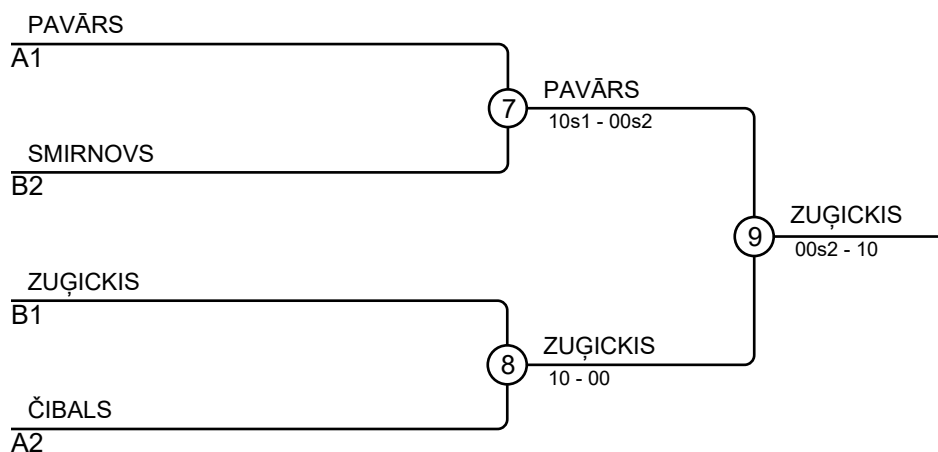 PAVĀRS
A1
7
PAVĀRS
10s1 - 00s2
SMIRNOVS
B2
9
ZUĢICKIS
00s2 - 10
ZUĢICKIS
B1
8
ZUĢICKIS
10 - 00
ČIBALS
A2